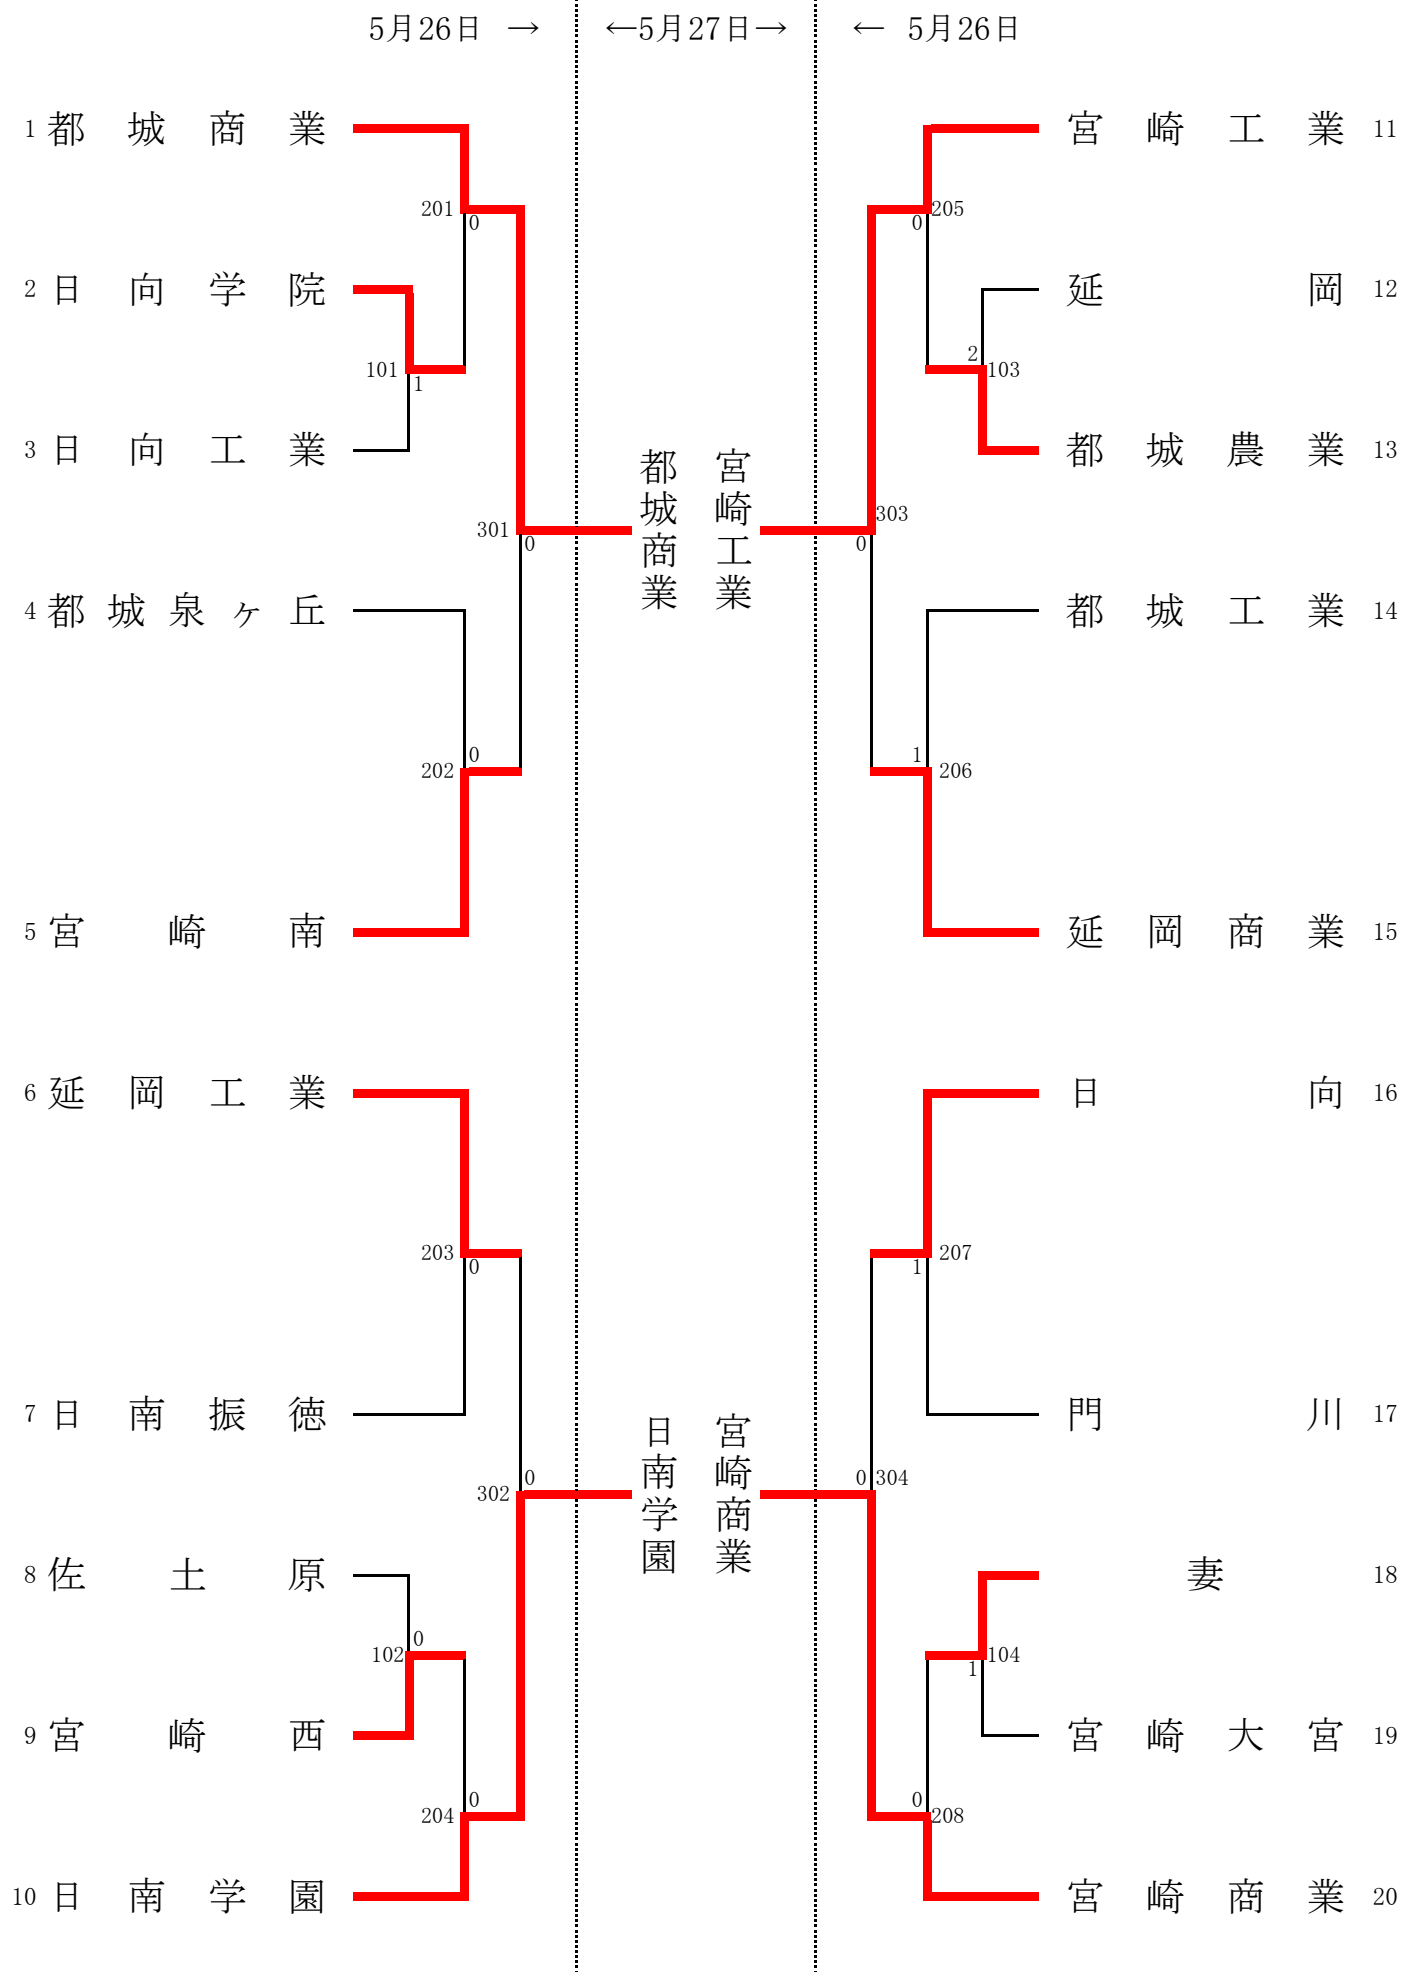 5月26日 → ←5月27日→ ← 5月26日
1 都城商業 宮崎工業 11
201 0 0 205
2 日向学院 延岡 12
101 1 2 103
3 日向工業 都城農業 13
都城商業 宮崎工業
301 0 0 303
4 都城泉ヶ丘 都城工業 14
202 0 1 206
5 宮崎南 延岡商業 15
6 延岡工業 日向 16
203 0 1 207
7 日南振徳 門川 17
日南学園 宮崎商業
302 0 0 304
8 佐土原 妻 18
102 0 1 104
9 宮崎西 宮崎大宮 19
204 0 0 208
10 日南学園 宮崎商業 20